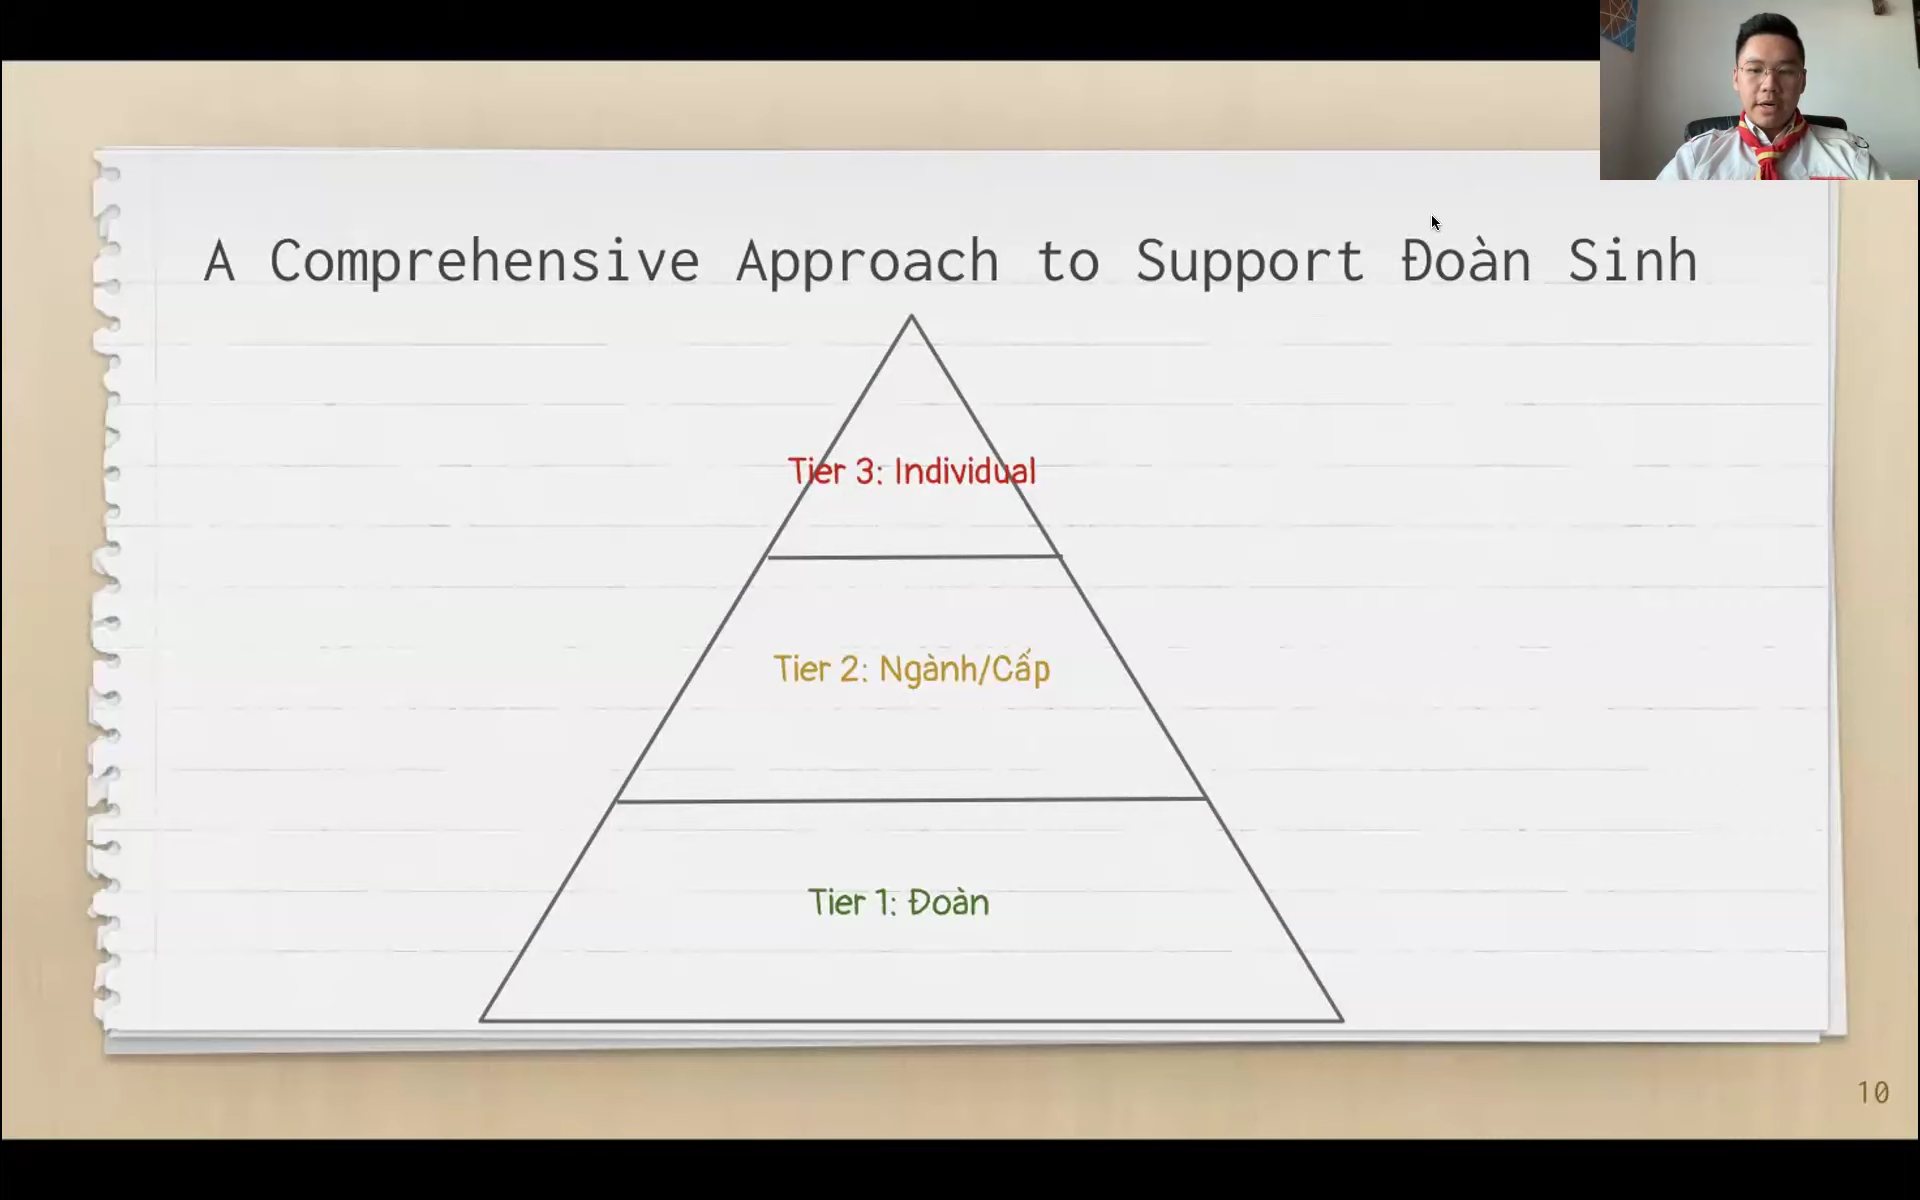 A Comprehensive Approach to Support Đoàn Sinh
Tier 3: Individual
Tier 2: Ngành/Cấp
Tier 1: Đoàn
10